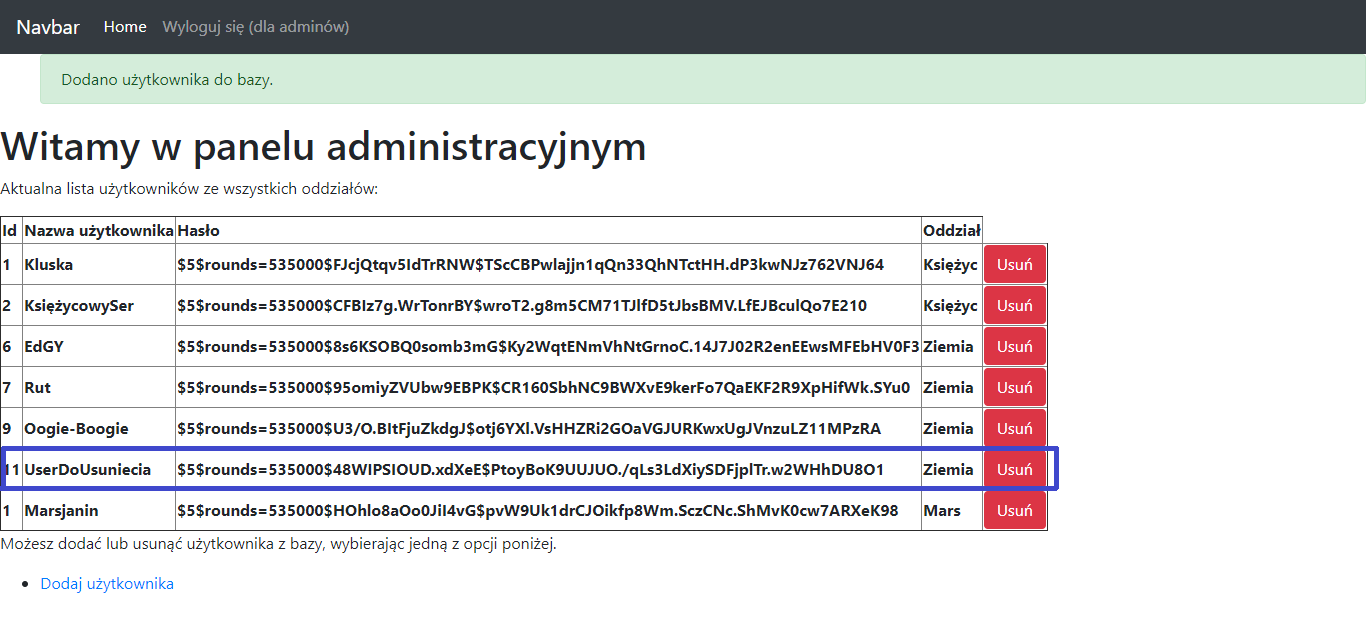 Navbar Home Wyloguj się (dla adminów)
Dodano użytkownika do bazy.
Witamy w panelu administracyjnym
Aktualna lista użytkowników ze wszystkich oddziałów:
Id Nazwa użytkownika Hasło Oddział
1 Kluska $5$rounds=535000$FJcjQtqv5IdTrRNW$TScCBPwlajjn1qQn33QhNTctHH.dP3kwNJz762VNJ64 Księżyc Usuń
2 KsiężycowySer $5$rounds=535000$CFBIz7g.WrTonrBY$wroT2.g8m5CM71TJlfD5tJbsBMV.LfEJBculQo7E210 Księżyc Usuń
6 EdGY $5$rounds=535000$8s6KSOBQ0somb3mG$Ky2WqtENmVhNtGrnoC.14J7J02R2enEEwsMFEbHV0F3 Ziemia Usuń
7 Rut $5$rounds=535000$95omiyZVUbw9EBPK$CR160SbhNC9BWXvE9kerFo7QaEKF2R9XpHifWk.SYu0 Ziemia Usuń
9 Oogie-Boogie $5$rounds=535000$U3/O.BItFjuZkdgJ$otj6YXl.VsHHZRi2GOaVGJURKwxUgJVnzuLZ11MPzRA Ziemia Usuń
11 UserDoUsuniecia $5$rounds=535000$48WIPSIOUD.xdXeE$PtoyBoK9UUJUO./qLs3LdXiySDFjplTr.w2WHhDU8O1 Ziemia Usuń
1 Marsjanin $5$rounds=535000$HOhlo8aOo0JiI4vG$pvW9Uk1drCJOikfp8Wm.SczCNc.ShMvK0cw7ARXeK98 Mars Usuń
Możesz dodać lub usunąć użytkownika z bazy, wybierając jedną z opcji poniżej.
Dodaj użytkownika